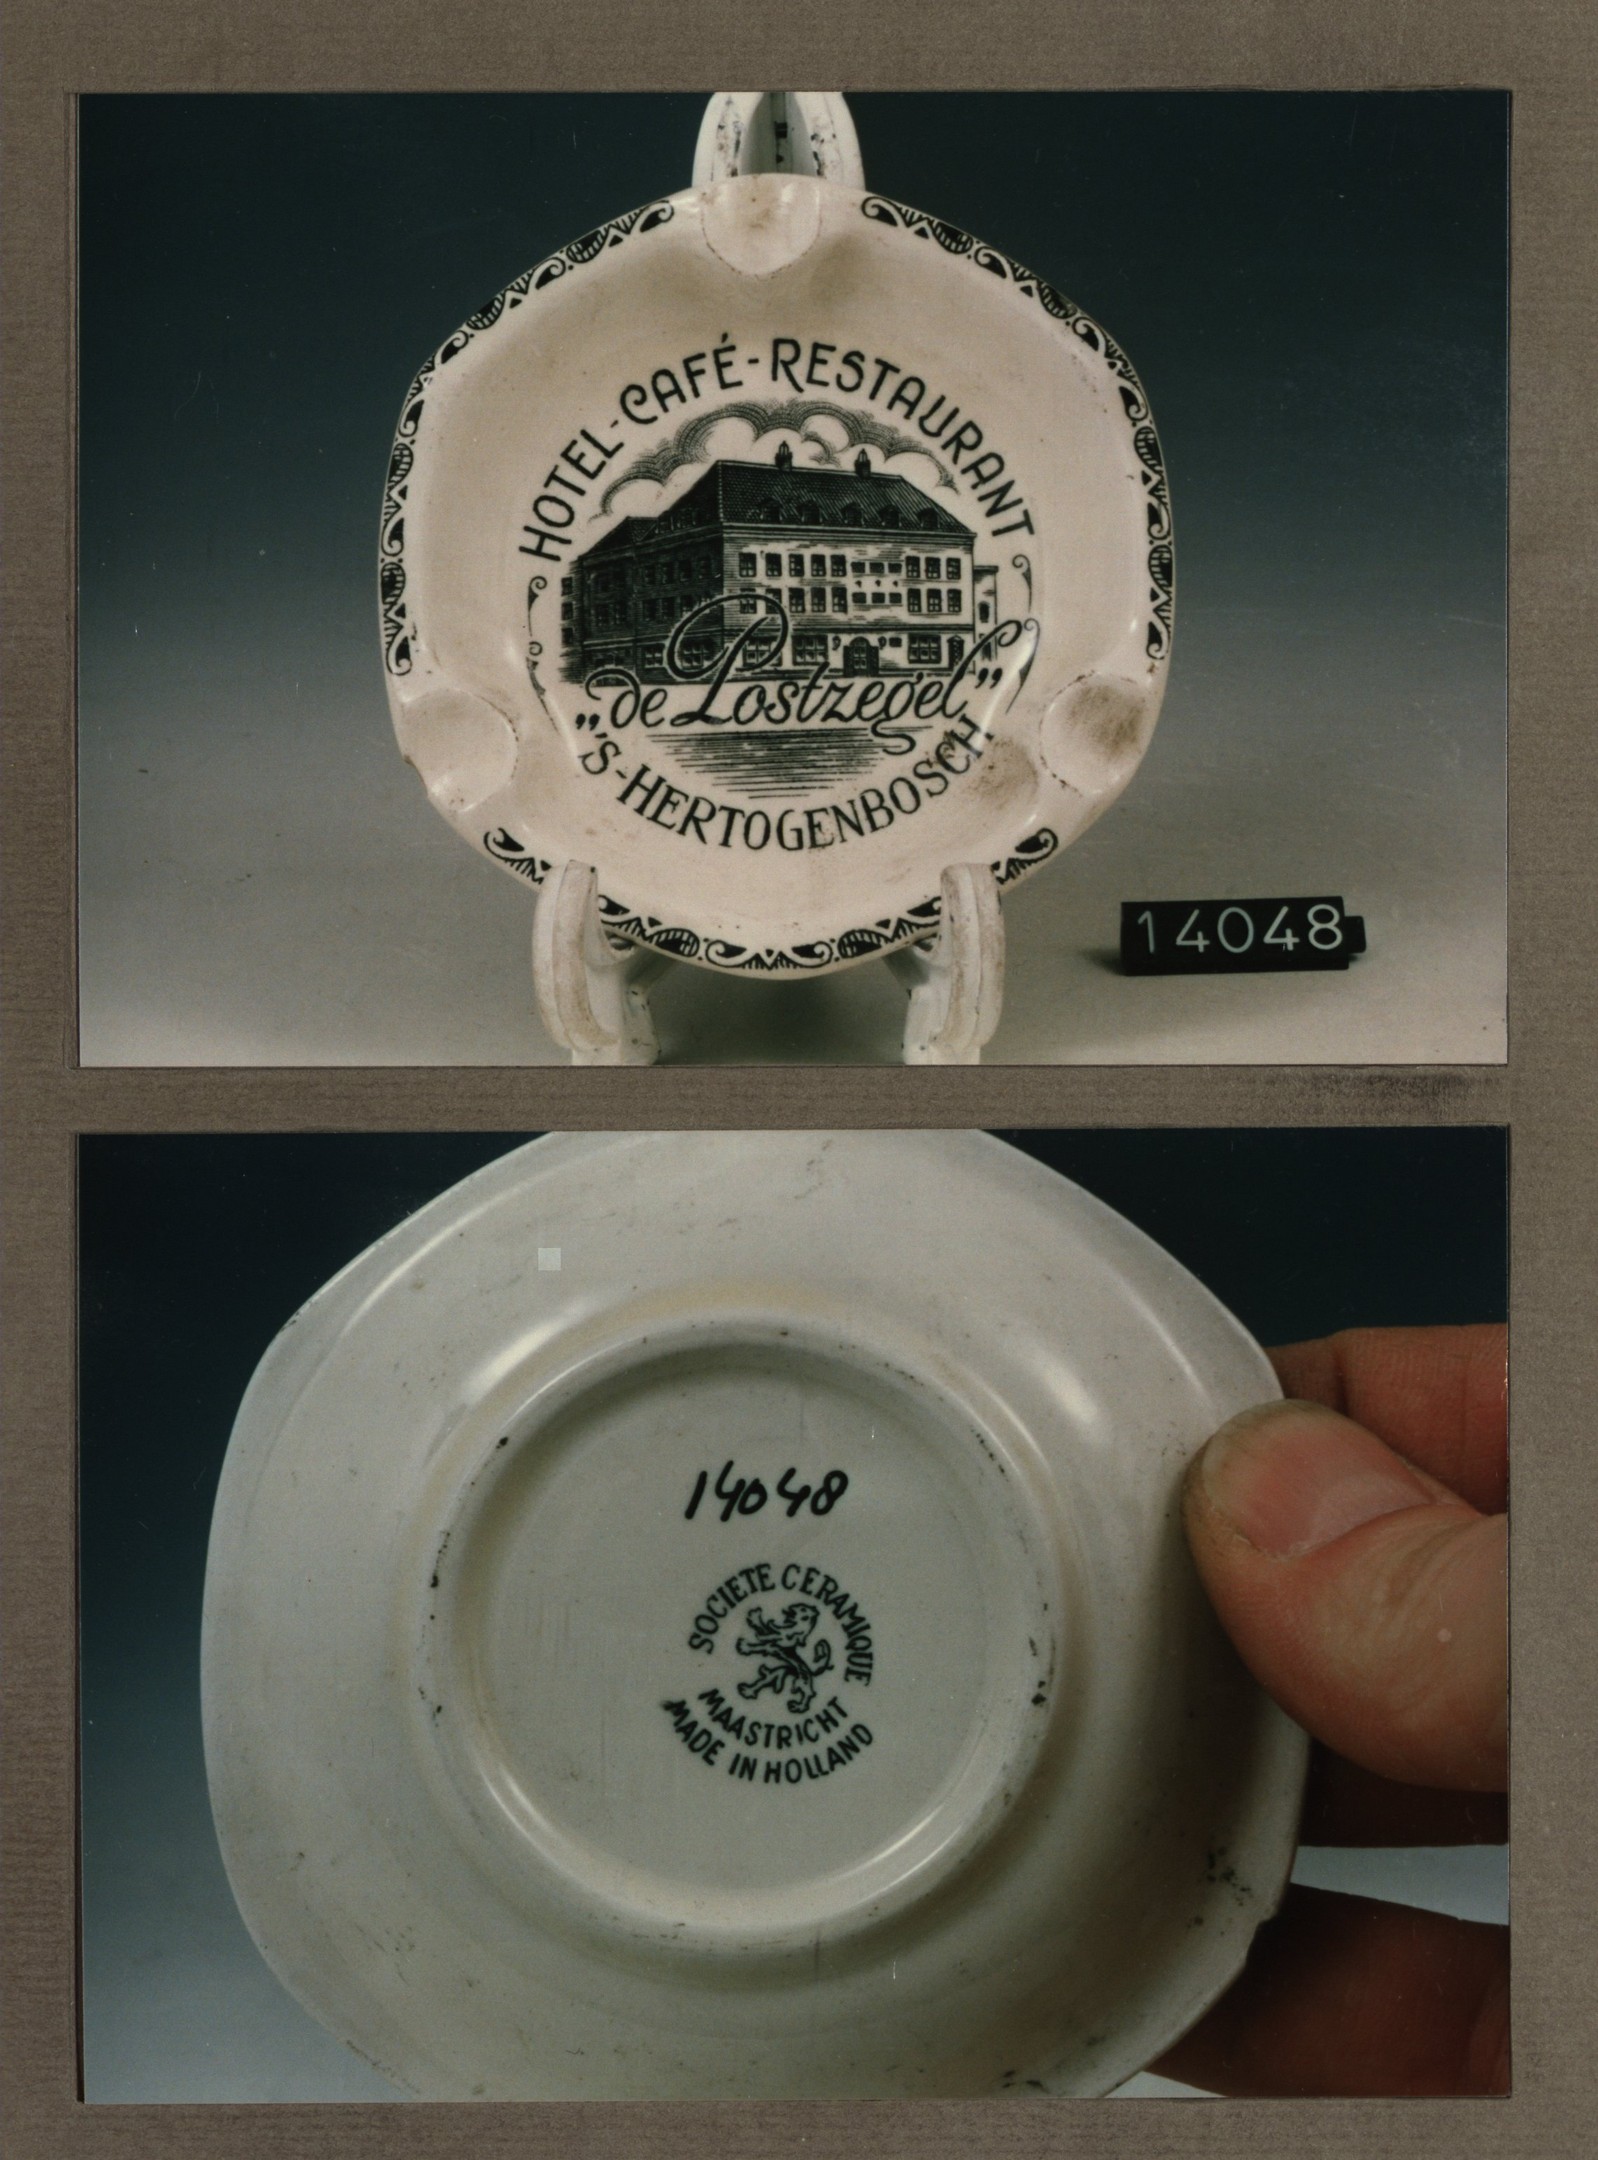 HOTEL-CAFÉ-RESTAURANT
„de Postzegel”
'S-HERTOGENBOSCH
14048
14048
SOCIETE CERAMIQUE
MAASTRICHT
MADE IN HOLLAND